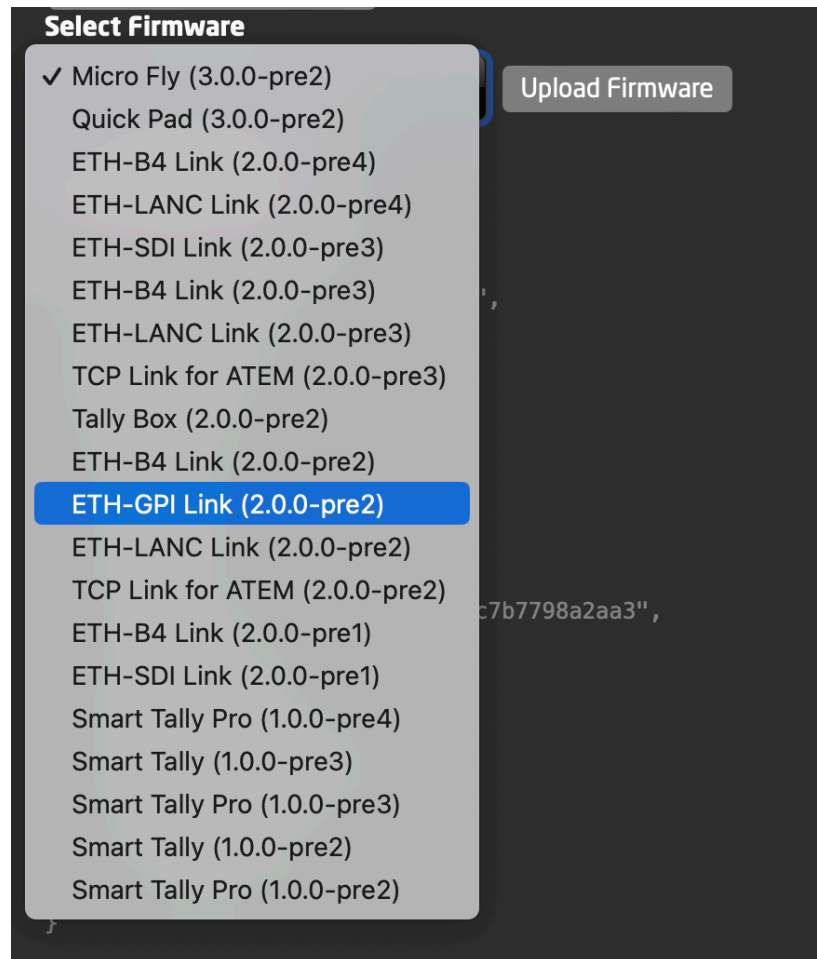 Select Firmware
✓ Micro Fly (3.0.0-pre2)
Upload Firmware
Quick Pad (3.0.0-pre2)
ETH-B4 Link (2.0.0-pre4)
ETH-LANC Link (2.0.0-pre4)
ETH-SDI Link (2.0.0-pre3)
ETH-B4 Link (2.0.0-pre3)
",
ETH-LANC Link (2.0.0-pre3)
TCP Link for ATEM (2.0.0-pre3)
Tally Box (2.0.0-pre2)
ETH-B4 Link (2.0.0-pre2)
ETH-GPI Link (2.0.0-pre2)
ETH-LANC Link (2.0.0-pre2)
TCP Link for ATEM (2.0.0-pre2)
c7b7798a2aa3",
ETH-B4 Link (2.0.0-pre1)
ETH-SDI Link (2.0.0-pre1)
Smart Tally Pro (1.0.0-pre4)
Smart Tally (1.0.0-pre3)
Smart Tally Pro (1.0.0-pre3)
Smart Tally (1.0.0-pre2)
Smart Tally Pro (1.0.0-pre2)
}